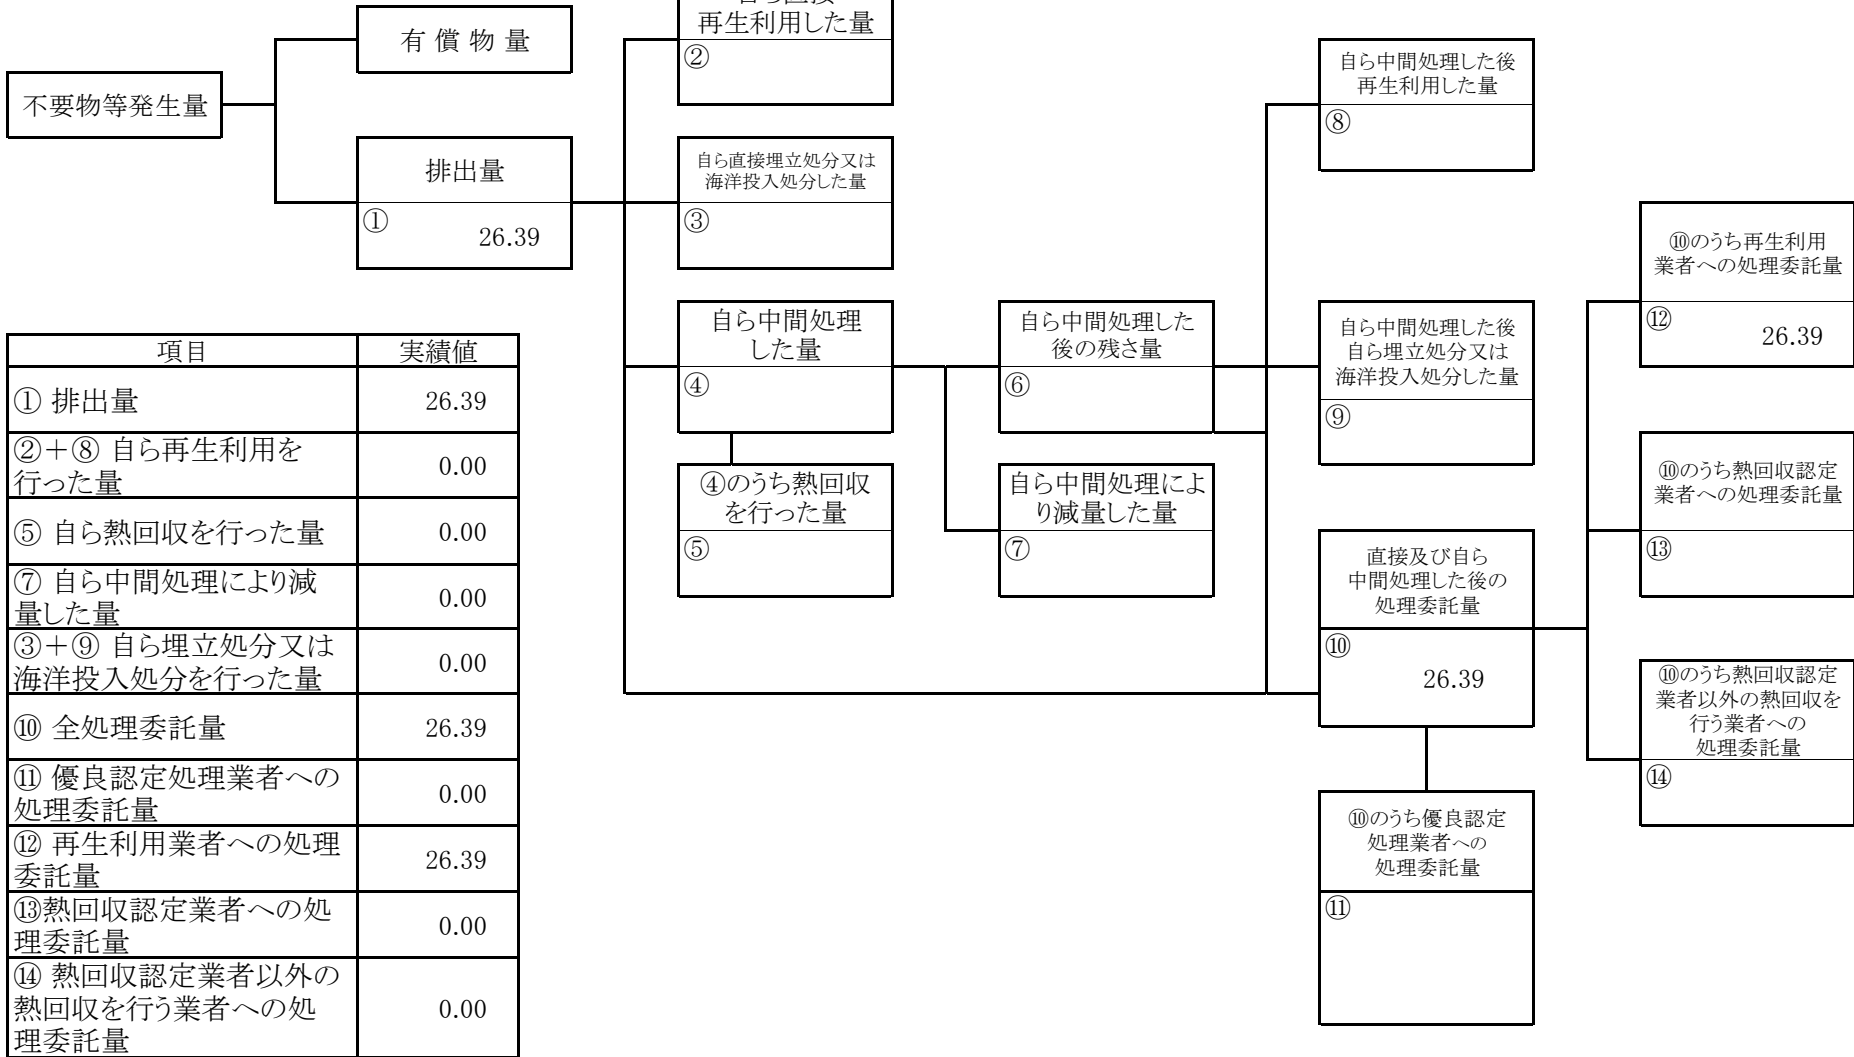 再生利用した量
②
有 償 物 量
不要物等発生量
排出量
①
26.39
自ら直接埋立処分又は
海洋投入処分した量
③
自ら中間処理した後
再生利用した量
⑧
自ら中間処理
した量
④
自ら中間処理した
後の残さ量
⑥
自ら中間処理した後
自ら埋立処分又は
海洋投入処分した量
⑨
④のうち熱回収
を行った量
⑤
自ら中間処理によ
り減量した量
⑦
直接及び自ら
中間処理した後の
処理委託量
⑩
26.39
⑩のうち優良認定
処理業者への
処理委託量
⑪
⑩のうち再生利用
業者への処理委託量
⑫
26.39
⑩のうち熱回収認定
業者への処理委託量
⑬
⑩のうち熱回収認定
業者以外の熱回収を
行う業者への
処理委託量
⑭
項目 実績値
① 排出量 26.39
②＋⑧ 自ら再生利用を
行った量 0.00
⑤ 自ら熱回収を行った量 0.00
⑦ 自ら中間処理により減
量した量 0.00
③＋⑨ 自ら埋立処分又は
海洋投入処分を行った量 0.00
⑩ 全処理委託量 26.39
⑪ 優良認定処理業者への
処理委託量 0.00
⑫ 再生利用業者への処理
委託量 26.39
⑬熱回収認定業者への処
理委託量 0.00
⑭ 熱回収認定業者以外の
熱回収を行う業者への処
理委託量 0.00